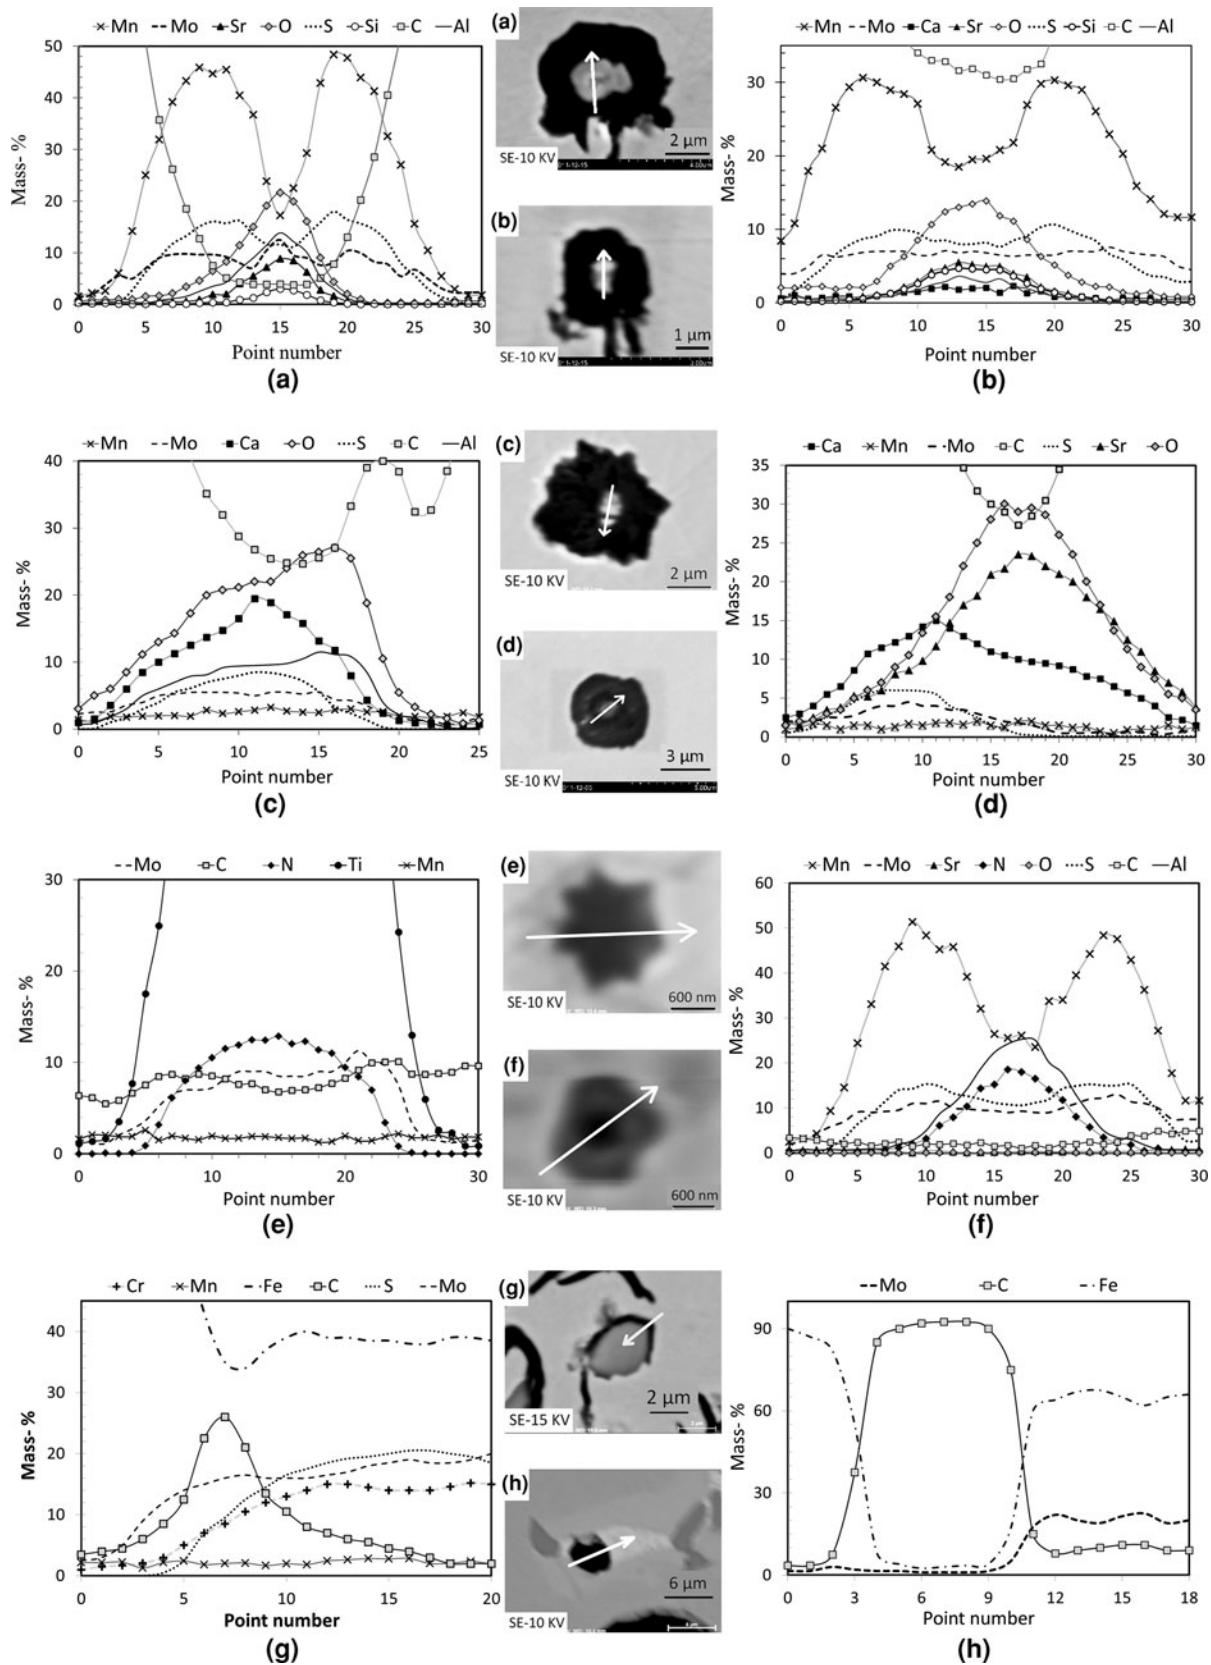 Mn Mo Sr O S Si C Al
50
40
30
20
10
0
0 5 10 15 20 25 30
Mass- %
Point number
(a)
(a)
SE-10 KV
2 µm
(b)
SE-10 KV
1 µm
Mn Mo Ca Sr O S Si C Al
30
20
10
0
0 5 10 15 20 25 30
Mass- %
Point number
(b)
Mn Mo Ca O S C Al
40
30
20
10
0
0 5 10 15 20 25
Mass- %
Point number
(c)
(c)
SE-10 KV
2 µm
(d)
SE-10 KV
3 µm
Ca Mn Mo C S Sr O
35
30
25
20
15
10
5
0
0 5 10 15 20 25 30
Mass- %
Point number
(d)
Mo C N Ti Mn
30
20
10
0
0 10 20 30
Mass- %
Point number
(e)
(e)
SE-10 KV
600 nm
(f)
SE-10 KV
600 nm
Mn Mo Sr N O S C Al
60
50
40
30
20
10
0
0 5 10 15 20 25 30
Mass- %
Point number
(f)
Cr Mn Fe C S Mo
40
30
20
10
0
0 5 10 15 20
Mass- %
Point number
(g)
(g)
SE-15 KV
2 µm
(h)
SE-10 KV
6 µm
Mo C Fe
90
60
30
0
0 3 6 9 12 15 18
Mass- %
Point number
(h)